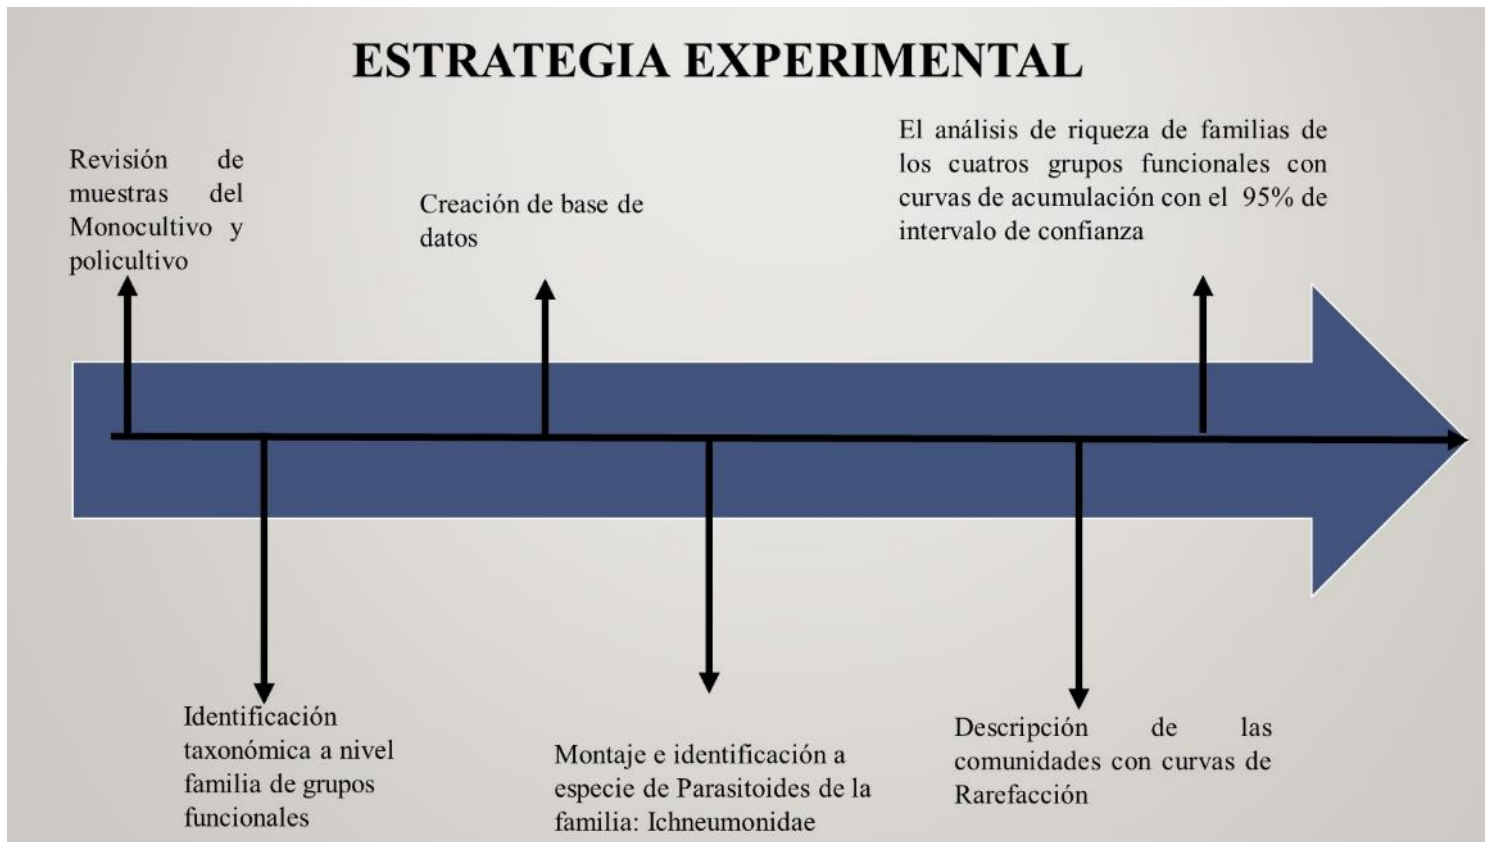 ESTRATEGIA EXPERIMENTAL
Revisión de
muestras del
Monocultivo y
policultivo
Creación de base de
datos
El análisis de riqueza de familias de
los cuatros grupos funcionales con
curvas de acumulación con el 95% de
intervalo de confianza
Identificación
taxonómica a nivel
familia de grupos
funcionales
Montaje e identificación a
especie de Parasitoides de la
familia: Ichneumonidae
Descripción de las
comunidades con curvas de
Rarefacción